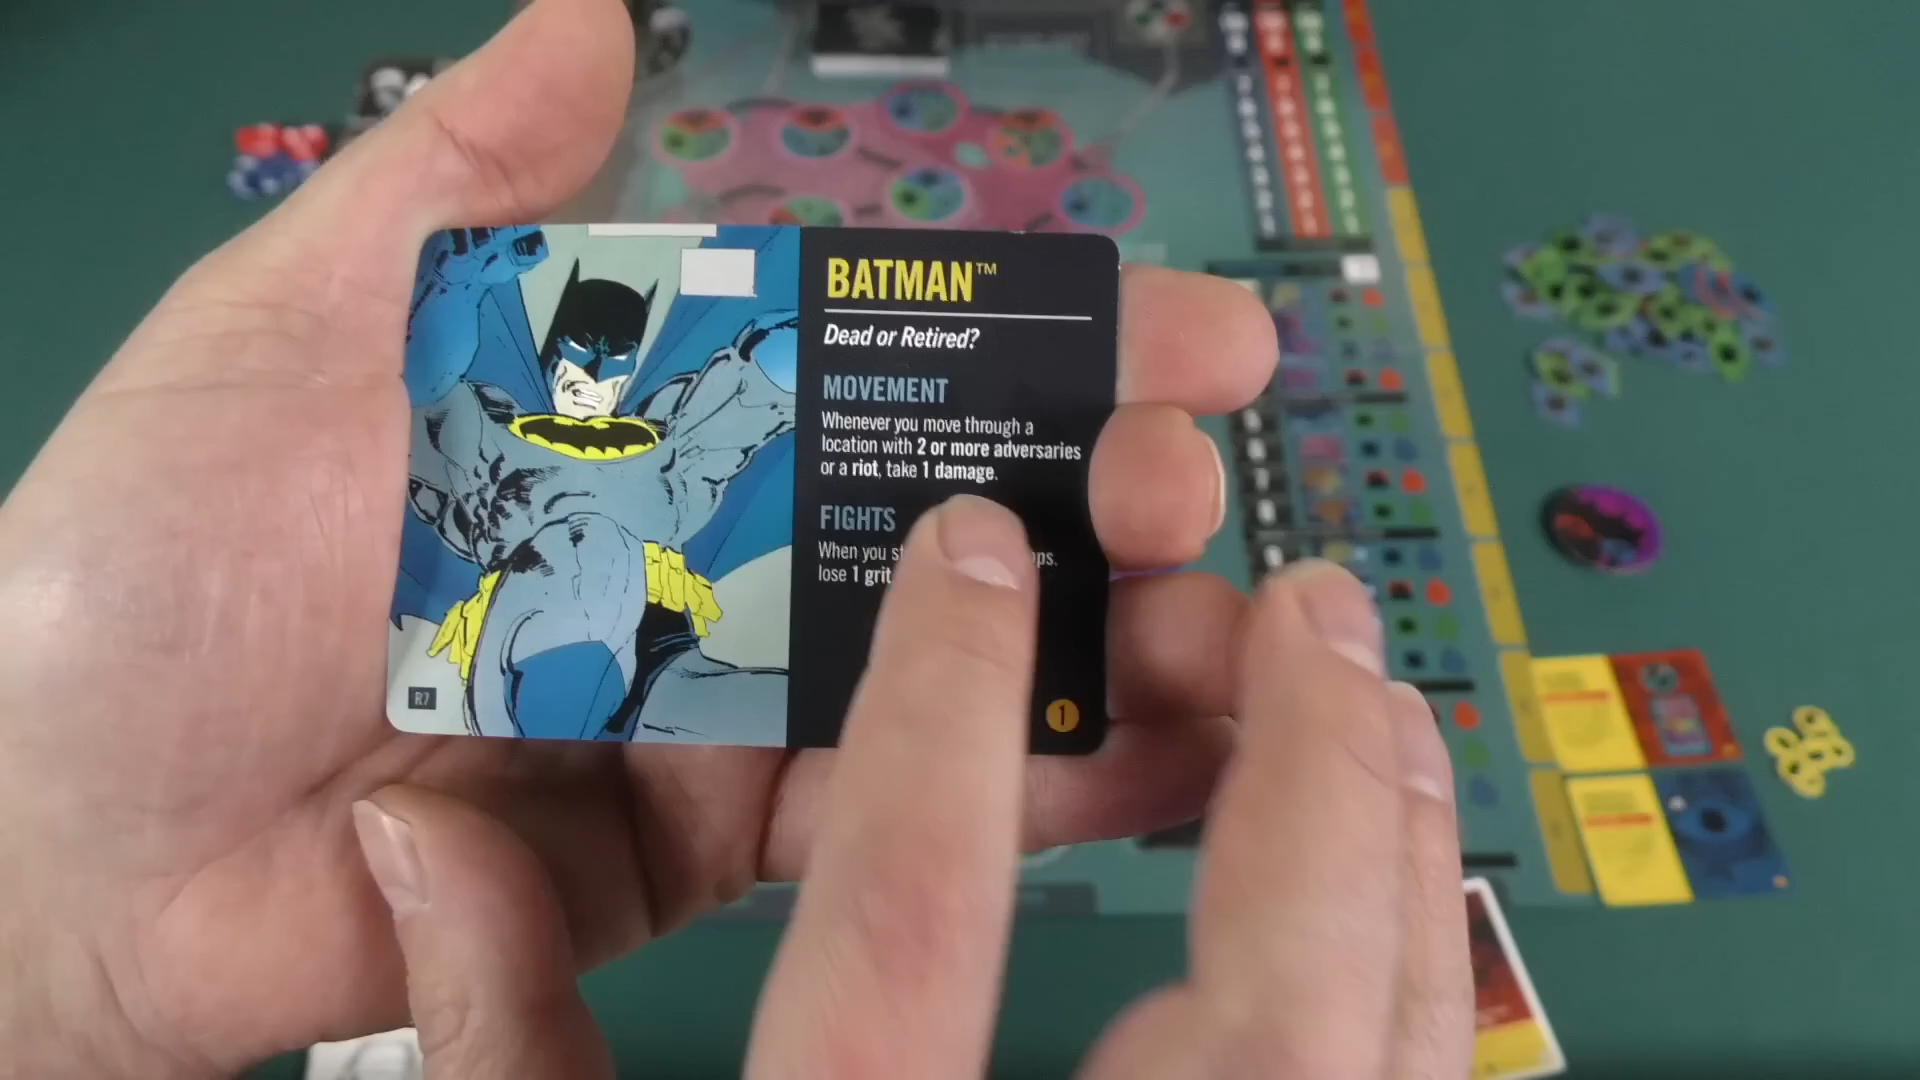 BATMAN™
Dead or Retired?
MOVEMENT
Whenever you move through a
location with 2 or more adversaries
or a riot, take 1 damage.
FIGHTS
When you
lose 1 grit
R7
1